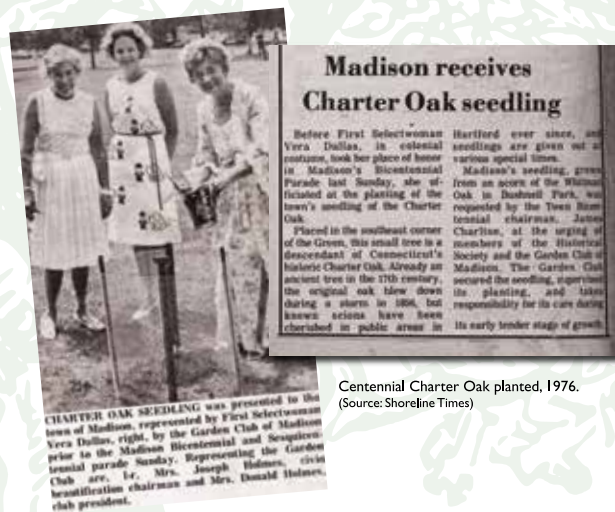 Madison receives
Charter Oak seedling
Before First Selectwoman
Vera Dallas, in colonial
costume, took her place of honor
in Madison's Bicentennial
Parade last Sunday, she of-
ficiated at the planting of the
town's seedling of the Charter
Oak
Placed in the southeast corner
of the Green, this small tree is a
descendant of Connecticut's
historic Charter Oak. Already an
ancient tree in the 17th century,
the original oak blew down
during a storm in 1856, but
known scions have been
cherished in public areas in
Hartford ever since, and
seedlings are given out at
various special times.
Madison's seedling, grown
from an acorn of the Whitman
Oak in Bushnell Park, was
requested by the Town Bicen-
tennial chairman, James
Charlton, at the urging of
members of the Historical
Society and the Garden Club of
Madison. The Garden Club
secured the seedling, supervised
its planting, and takes
responsibility for its care during
its early tender stage of growth.
CHARTER OAK SEEDLING was presented to the
town of Madison, represented by First Selectwoman
Vera Dallas, right, by the Garden Club of Madison
prior to the Madison Bicentennial and Sesquicen-
tennial parade Sunday. Representing the Garden
Club are, l-r, Mrs. Joseph Holmes, civic
beautification chairman and Mrs. Donald Holmes,
club president.
Centennial Charter Oak planted, 1976.
(Source: Shoreline Times)